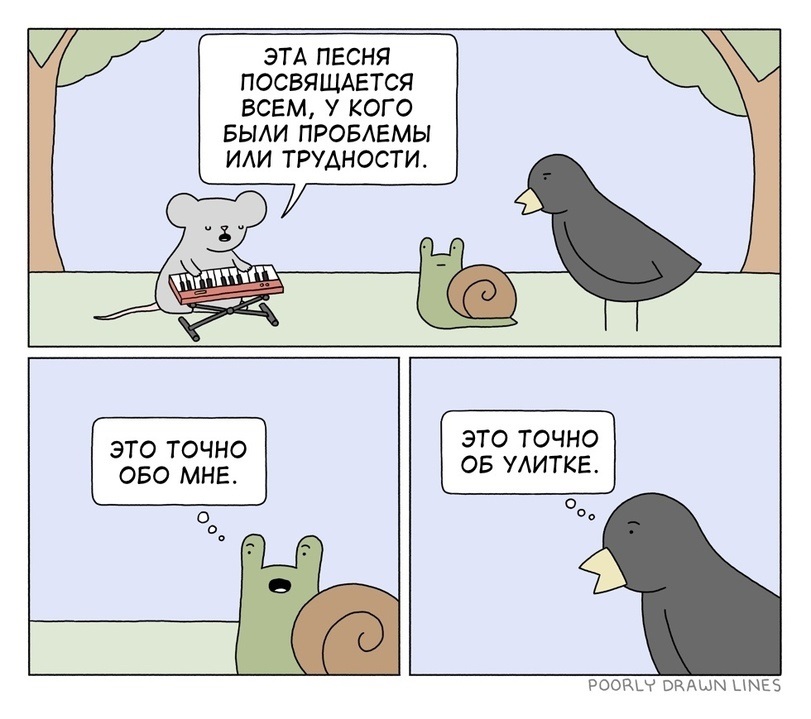 ЭТА ПЕСНЯ
ПОСВЯЩАЕТСЯ
ВСЕМ, У КОГО
БЫЛИ ПРОБЛЕМЫ
ИЛИ ТРУДНОСТИ.
ЭТО ТОЧНО
ОБО МНЕ.
ЭТО ТОЧНО
ОБ УЛИТКЕ.
POORLY DRAWN LINES